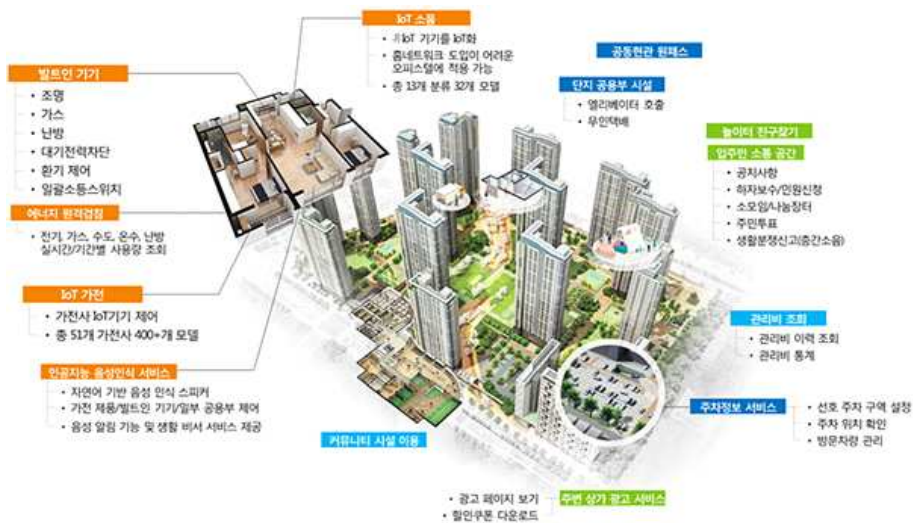 IoT 소품
• 非IoT 기기를 IoT화
• 홈네트워크 도입이 어려운
오피스텔에 적용 가능
• 총 13개 분류 32개 모델
빌트인 기기
• 조명
• 가스
• 난방
• 대기전력차단
• 환기 제어
• 일괄소등스위치
에너지 원격검침
• 전기, 가스, 수도, 온수, 난방
실시간/기간별 사용량 조회
IoT 가전
• 가전사 IoT기기 제어
• 총 51개 가전사 400+개 모델
인공지능 음성인식 서비스
• 자연어 기반 음성 인식 스피커
• 가전 제품/빌트인 기기/일부 공용부 제어
• 음성 알림 기능 및 생활 비서 서비스 제공
공동현관 원패스
단지 공용부 시설
• 엘리베이터 호출
• 무인택배
놀이터 친구찾기
입주민 소통 공간
• 공지사항
• 하자보수/민원신청
• 소모임/나눔장터
• 주민투표
• 생활분쟁신고(층간소음)
관리비 조회
• 관리비 이력 조회
• 관리비 통계
주차정보 서비스
• 선호 주차 구역 설정
• 주차 위치 확인
• 방문차량 관리
커뮤니티 시설 이용
주변 상가 광고 서비스
• 광고 페이지 보기
• 할인쿠폰 다운로드